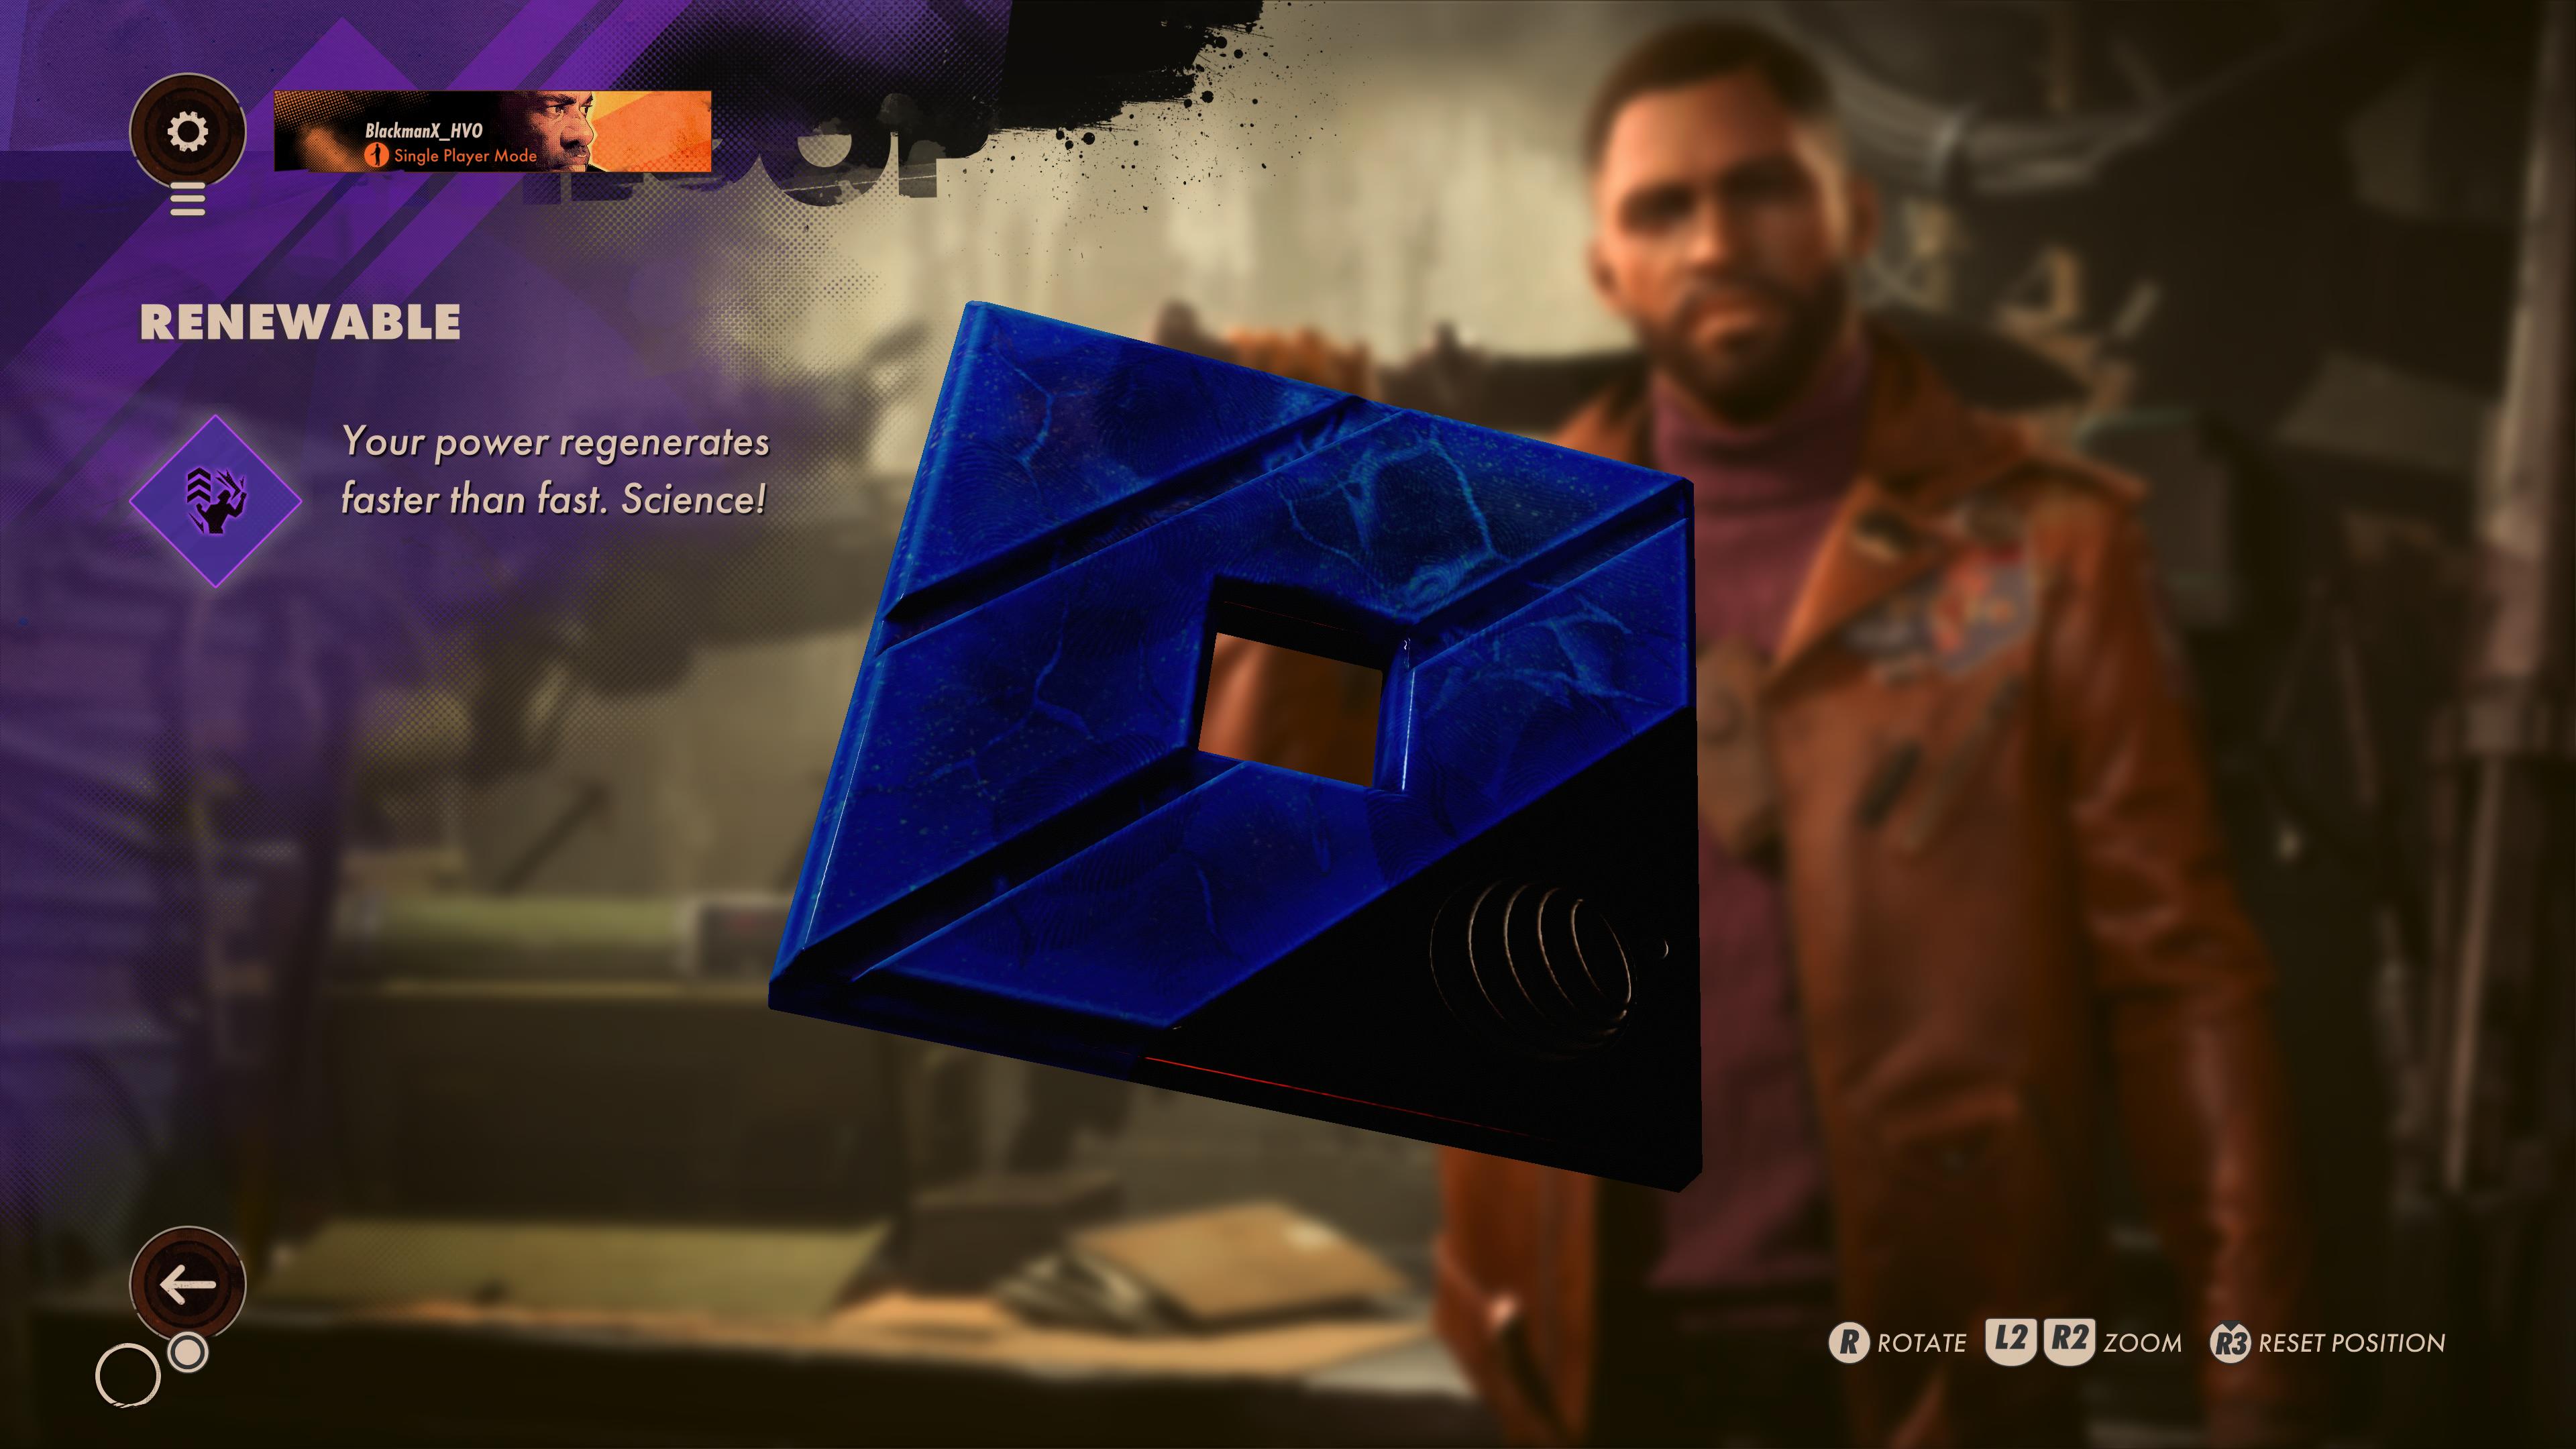 BlackmanX_HVO
Single Player Mode
RENEWABLE
Your power regenerates
faster than fast. Science!
R ROTATE L2 R2 ZOOM R3 RESET POSITION